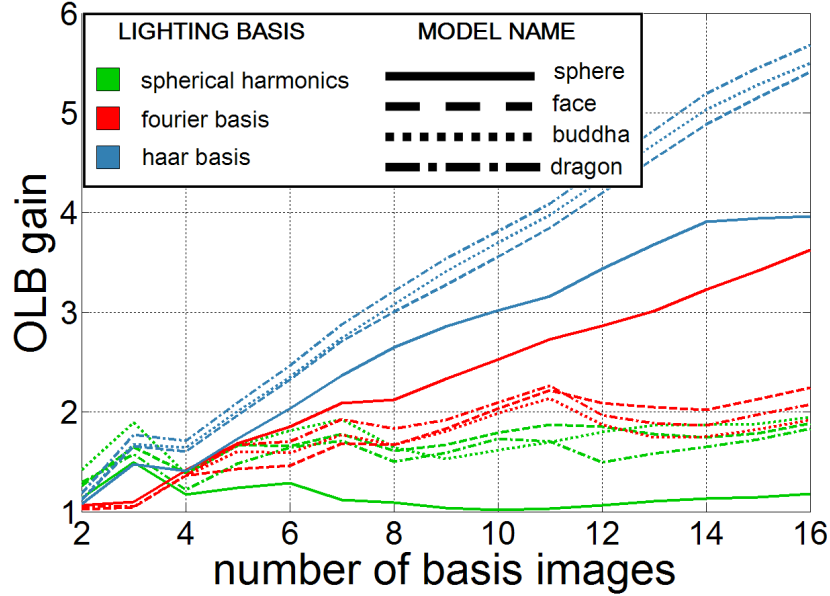 LIGHTING BASIS
MODEL NAME
spherical harmonics
fourier basis
haar basis
sphere
face
buddha
dragon
OLB gain
6
5
4
3
2
1
2 4 6 8 10 12 14 16
number of basis images